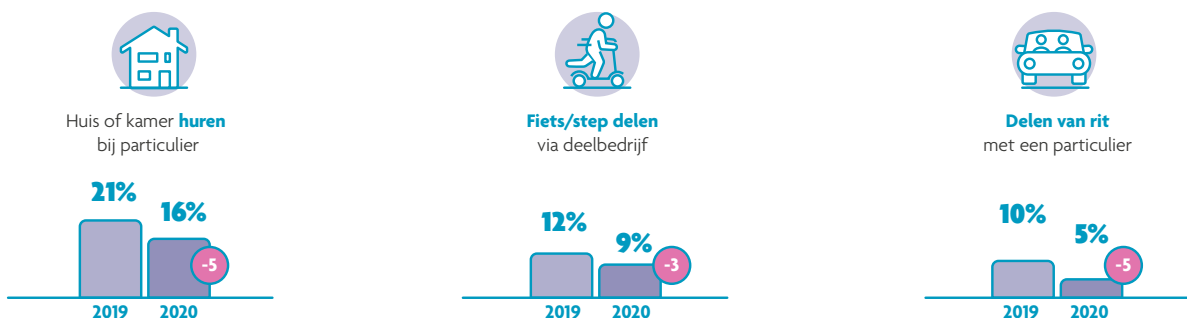 Huis of kamer huren
bij particulier
21%
16%
-5
2019
2020
Fiets/step delen
via deelbedrijf
12%
9%
-3
2019
2020
Delen van rit
met een particulier
10%
5%
-5
2019
2020